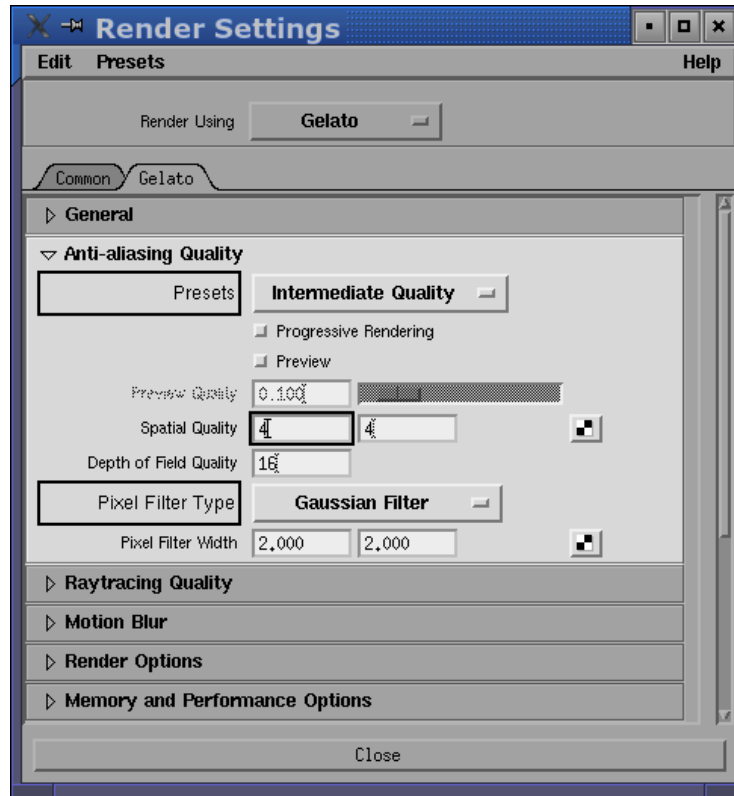 Render Settings
Edit Presets Help
Render Using Gelato
Common Gelato
General
Anti-aliasing Quality
Presets Intermediate Quality
Progressive Rendering
Preview
Preview Quality 0.100
Spatial Quality 4 4
Depth of Field Quality 16
Pixel Filter Type Gaussian Filter
Pixel Filter Width 2.000 2.000
Raytracing Quality
Motion Blur
Render Options
Memory and Performance Options
Close